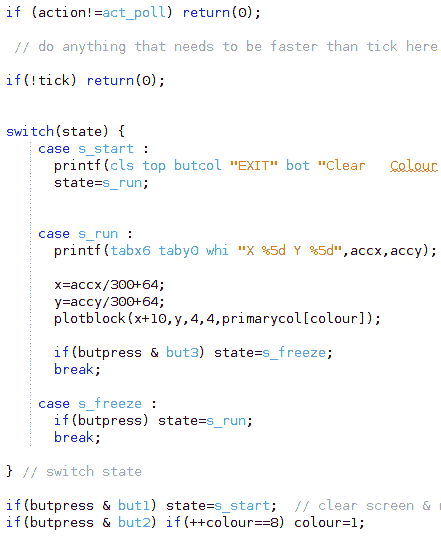 if (action!=act_poll) return(0);
// do anything that needs to be faster than tick here
if(!tick) return(0);
switch(state) {
case s_start :
printf(cls top butcol "EXIT" bot "Clear   Colour
state=s_run;
case s_run :
printf(tabx6 taby0 whi "X %5d Y %5d",accx,accy);
x=accx/300+64;
y=accy/300+64;
plotblock(x+10,y,4,4,primarycol[colour]);
if(butpress & but3) state=s_freeze;
break;
case s_freeze :
if(butpress) state=s_run;
break;
} // switch state
if(butpress & but1) state=s_start;  // clear screen &
if(butpress & but2) if(++colour==8) colour=1;